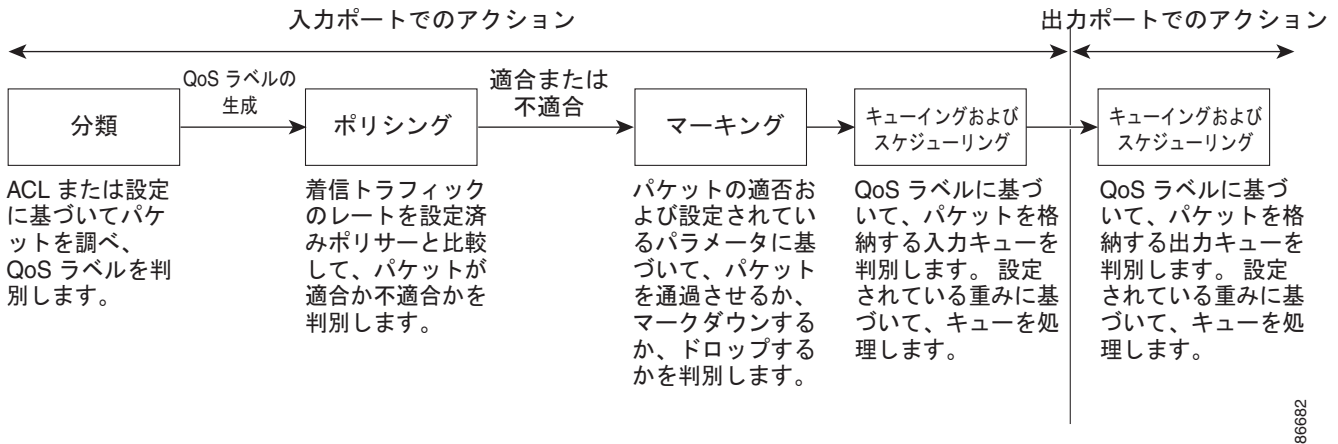 入力ポートでのアクション
出力ポートでのアクション
QoS ラベルの
生成
適合または
不適合
分類
ポリシング
マーキング
キューイングおよび
スケジューリング
キューイングおよび
スケジューリング
ACL または設定
に基づいてパケ
ットを調べ、
QoS ラベルを判
別します。
着信トラフィック
のレートを設定済
みポリサーと比較
して、パケットが
適合か不適合かを
判別します。
パケットの適否お
よび設定されてい
るパラメータに基
づいて、パケット
を通過させるか、
マークダウンする
か、ドロップする
かを判別します。
QoS ラベルに基づ
いて、パケットを格
納する入力キューを
判別します。 設定
されている重みに基
づいて、キューを処
理します。
QoS ラベルに基づ
いて、パケットを格
納する出力キューを
判別します。 設定
されている重みに基
づいて、キューを処
理します。
86682